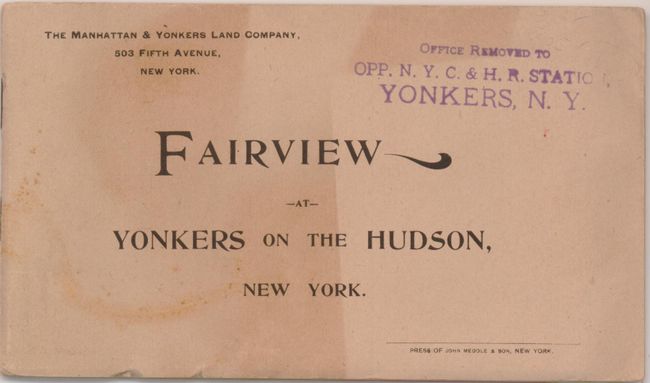 THE MANHATTAN & YONKERS LAND COMPANY,
503 FIFTH AVENUE,
NEW YORK.
OFFICE REMOVED TO
OPP. N. Y. C. & H. R. STATION,
YONKERS, N. Y.
FAIRVIEW
—AT—
YONKERS ON THE HUDSON,
NEW YORK.
PRESS OF JOHN MEDOLE & SON, NEW YORK.